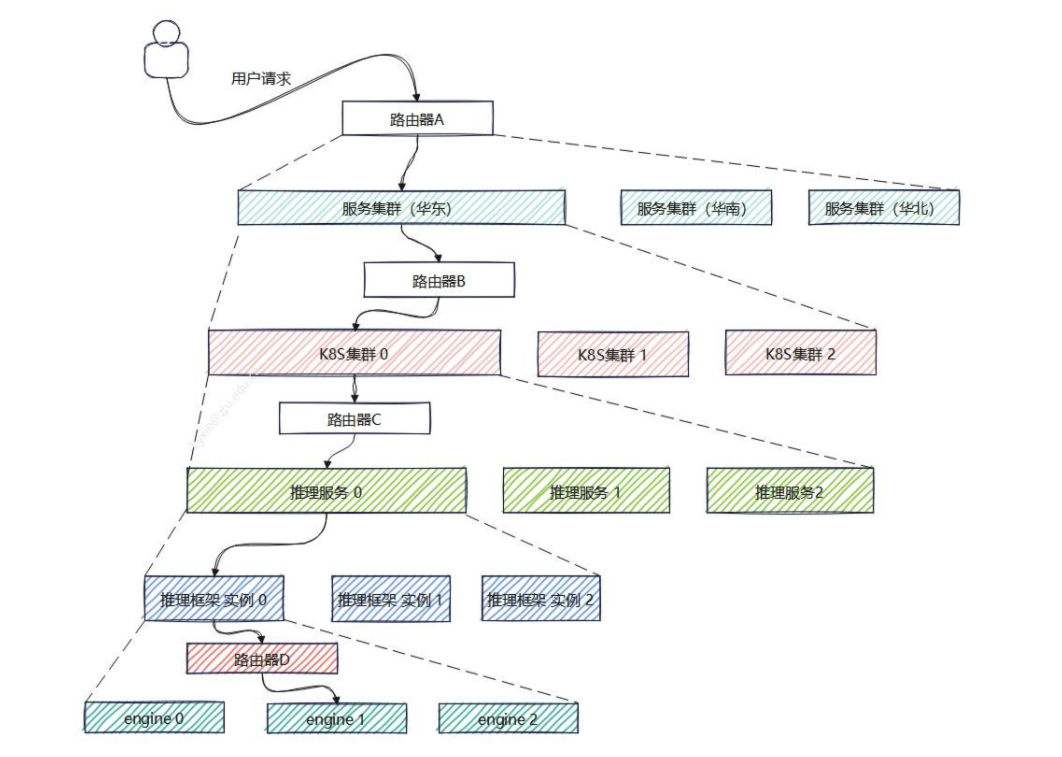 用户请求
路由器A
服务集群（华东）
服务集群（华南）
服务集群（华北）
路由器B
K8S集群 0
K8S集群 1
K8S集群 2
路由器C
推理服务 0
推理服务 1
推理服务2
推理框架 实例 0
推理框架 实例 1
推理框架 实例 2
路由器D
engine 0
engine 1
engine 2